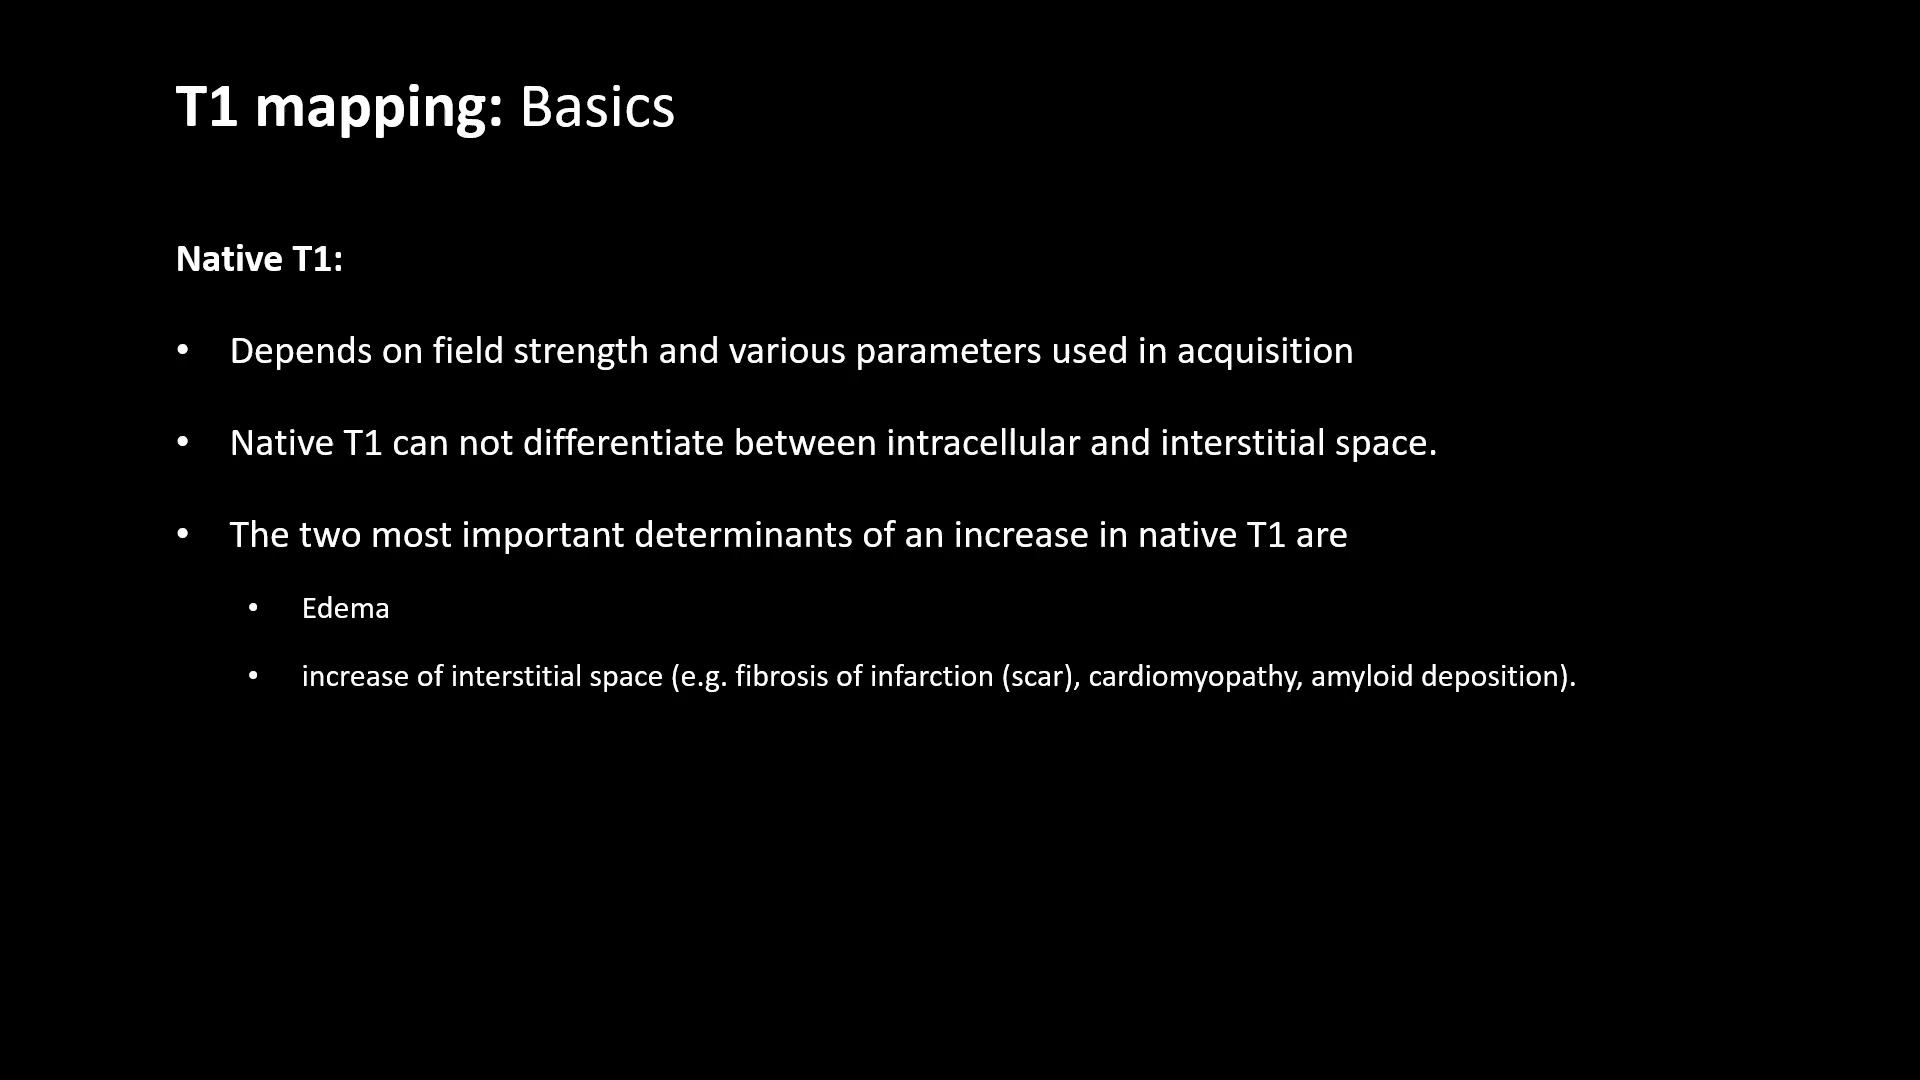 T1 mapping: Basics
Native T1:
• Depends on field strength and various parameters used in acquisition
• Native T1 can not differentiate between intracellular and interstitial space.
• The two most important determinants of an increase in native T1 are
• Edema
• increase of interstitial space (e.g. fibrosis of infarction (scar), cardiomyopathy, amyloid deposition).